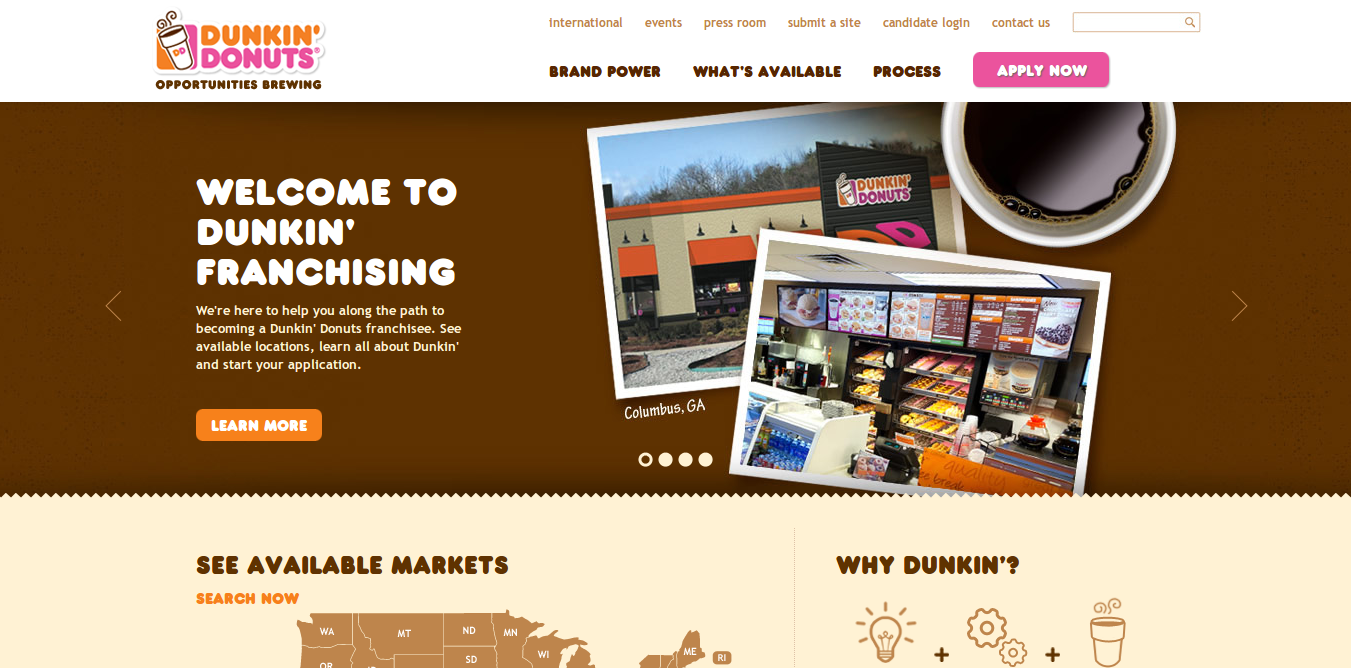 DUNKIN'
DONUTS®
OPPORTUNITIES BREWING
international events press room submit a site candidate login contact us
BRAND POWER WHAT'S AVAILABLE PROCESS APPLY NOW
WELCOME TO
DUNKIN'
FRANCHISING
We're here to help you along the path to
becoming a Dunkin' Donuts franchisee. See
available locations, learn all about Dunkin'
and start your application.
LEARN MORE
DUNKIN'
DONUTS
Columbus, GA
quality
SEE AVAILABLE MARKETS
SEARCH NOW
WA MT ND MN
SD WI ME RI
OR
WHY DUNKIN'?
+ +